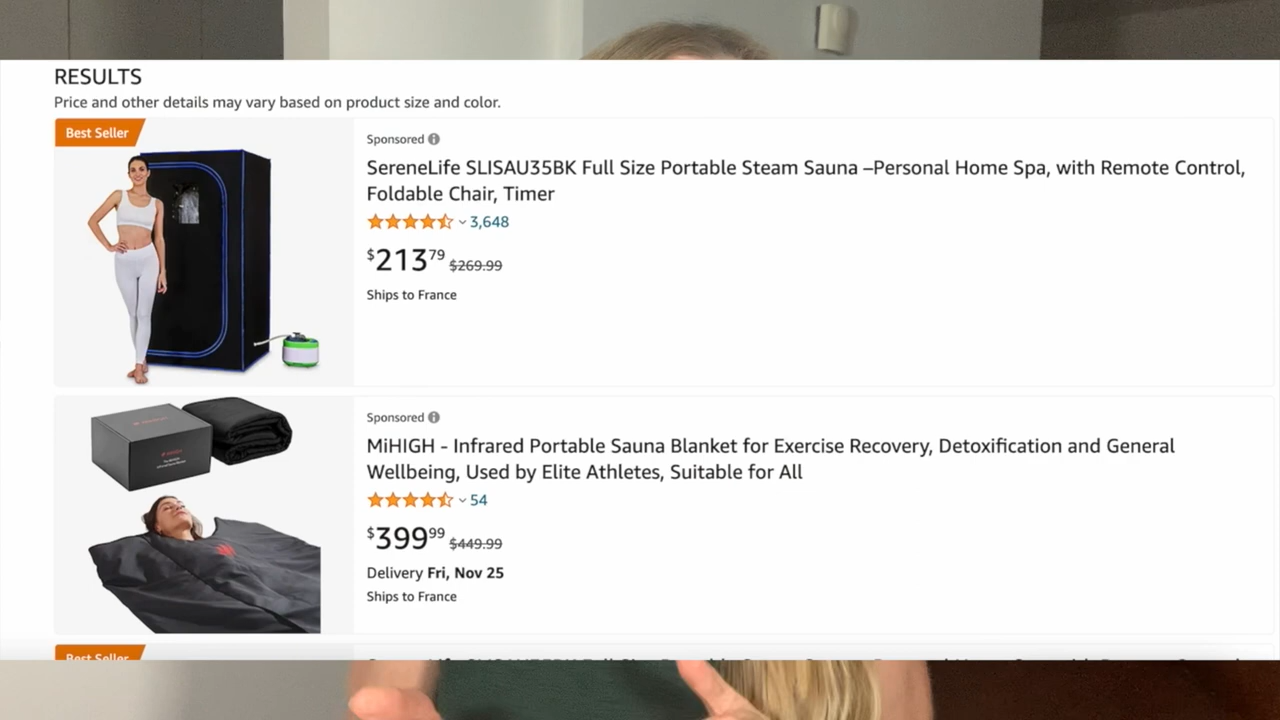 RESULTS
Price and other details may vary based on product size and color.
Best Seller
Sponsored
SereneLife SLISAU35BK Full Size Portable Steam Sauna –Personal Home Spa, with Remote Control,
Foldable Chair, Timer
3,648
$213.79 $269.99
Ships to France
Sponsored
MiHIGH - Infrared Portable Sauna Blanket for Exercise Recovery, Detoxification and General
Wellbeing, Used by Elite Athletes, Suitable for All
54
$399.99 $449.99
Delivery Fri, Nov 25
Ships to France
Best Seller